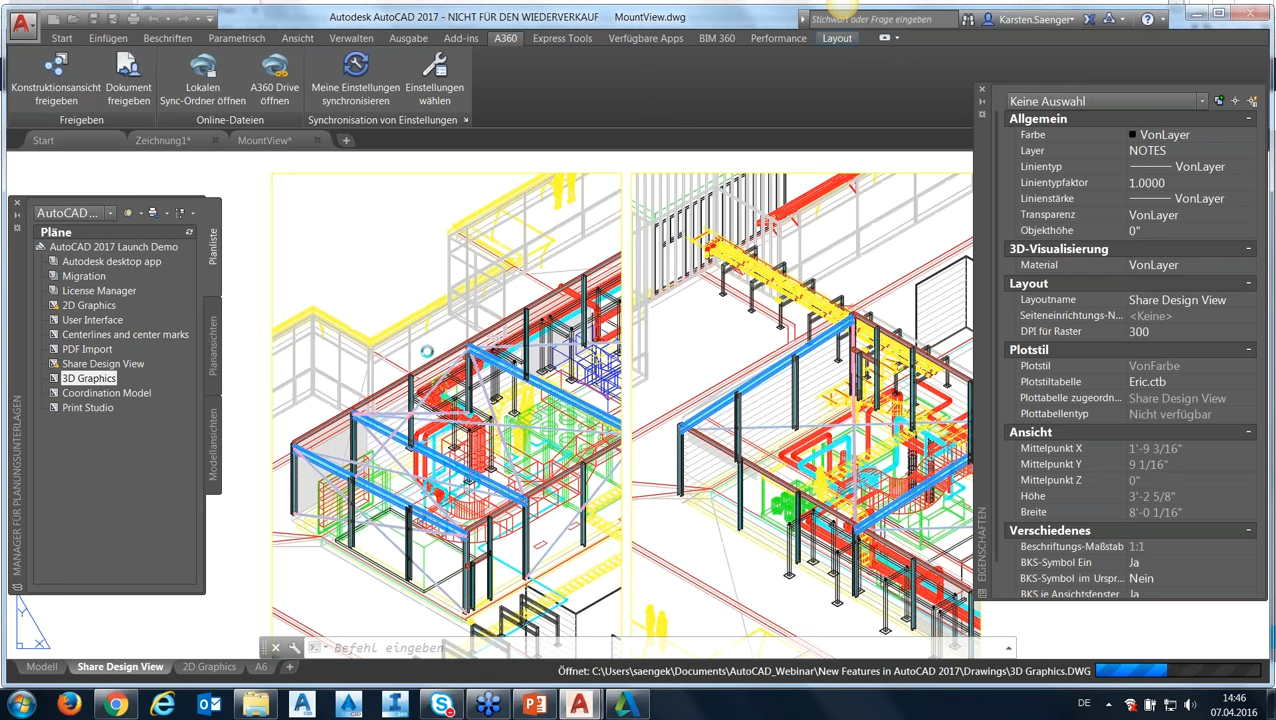 Autodesk AutoCAD 2017 - NICHT FÜR DEN WIEDERVERKAUF MountView.dwg
Stichwort oder Frage eingeben
Karsten.Saenger
Start Einfügen Beschriften Parametrisch Ansicht Verwalten Ausgabe Add-ins A360 Express Tools Verfügbare Apps BIM 360 Performance Layout
Konstruktionsansicht freigeben
Dokument freigeben
Lokalen Sync-Ordner öffnen
A360 Drive öffnen
Meine Einstellungen synchronisieren
Einstellungen wählen
Freigeben Online-Dateien Synchronisation von Einstellungen
Start Zeichnung1* MountView*
AutoCAD ...
Pläne
AutoCAD 2017 Launch Demo
Autodesk desktop app
Migration
License Manager
2D Graphics
User Interface
Centerlines and center marks
PDF Import
Share Design View
3D Graphics
Coordination Model
Print Studio
Planliste
Planansichten
Modellansichten
MANAGER FÜR PLANUNGSUNTERLAGEN
Keine Auswahl
Allgemein
Farbe VonLayer
Layer NOTES
Linientyp VonLayer
Linientypfaktor 1.0000
Linienstärke VonLayer
Transparenz VonLayer
Objekthöhe 0"
3D-Visualisierung
Material VonLayer
Layout
Layoutname Share Design View
Seiteneinrichtungs-N... <Keine>
DPI für Raster 300
Plotstil
Plotstil VonFarbe
Plotstiltabelle Eric.ctb
Plottabelle zugeordn... Share Design View
Plottabellentyp Nicht verfügbar
Ansicht
Mittelpunkt X 1'-9 3/16"
Mittelpunkt Y 9 1/16"
Mittelpunkt Z 0"
Höhe 3'-2 5/8"
Breite 8'-0 1/16"
Verschiedenes
Beschriftungs-Maßstab 1:1
BKS-Symbol Ein Ja
BKS-Symbol im Urspr... Nein
BKS je Ansichtsfenster Ja
EIGENSCHAFTEN
Y
X
Befehl eingeben
Modell Share Design View 2D Graphics A6
Öffnet: C:\Users\saengek\Documents\AutoCAD_Webinar\New Features in AutoCAD 2017\Drawings\3D Graphics.DWG
DE
14:46
07.04.2016